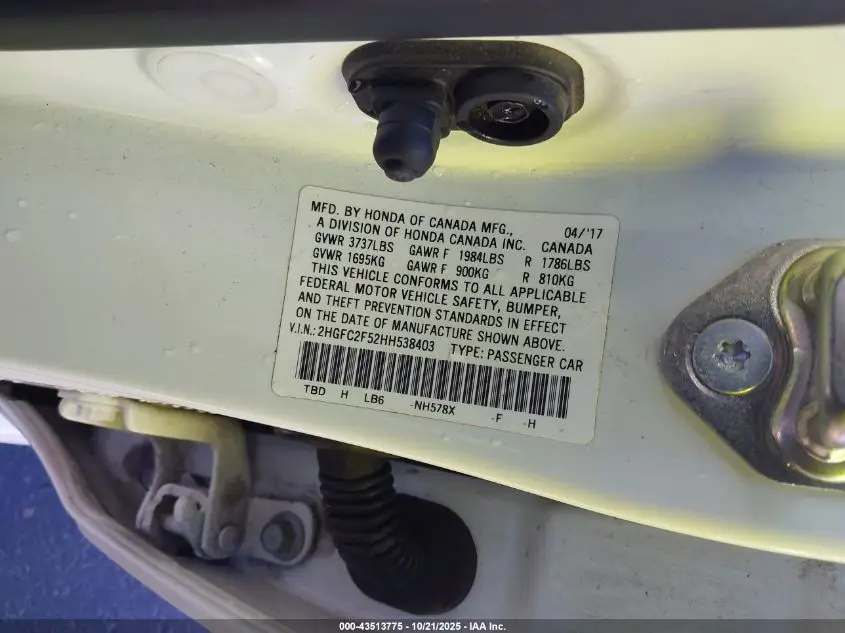 MFD. BY HONDA OF CANADA MFG., 04/'17
A DIVISION OF HONDA CANADA INC. CANADA
GVWR 3737LBS GAWR F 1984LBS R 1786LBS
GVWR 1695KG GAWR F 900KG R 810KG
THIS VEHICLE CONFORMS TO ALL APPLICABLE
FEDERAL MOTOR VEHICLE SAFETY, BUMPER,
AND THEFT PREVENTION STANDARDS IN EFFECT
ON THE DATE OF MANUFACTURE SHOWN ABOVE.
V.I.N.: 2HGFC2F52HH538403 TYPE: PASSENGER CAR
TBD H LB6 -NH578X -F -H
000-43513775 - 10/21/2025 - IAA Inc.